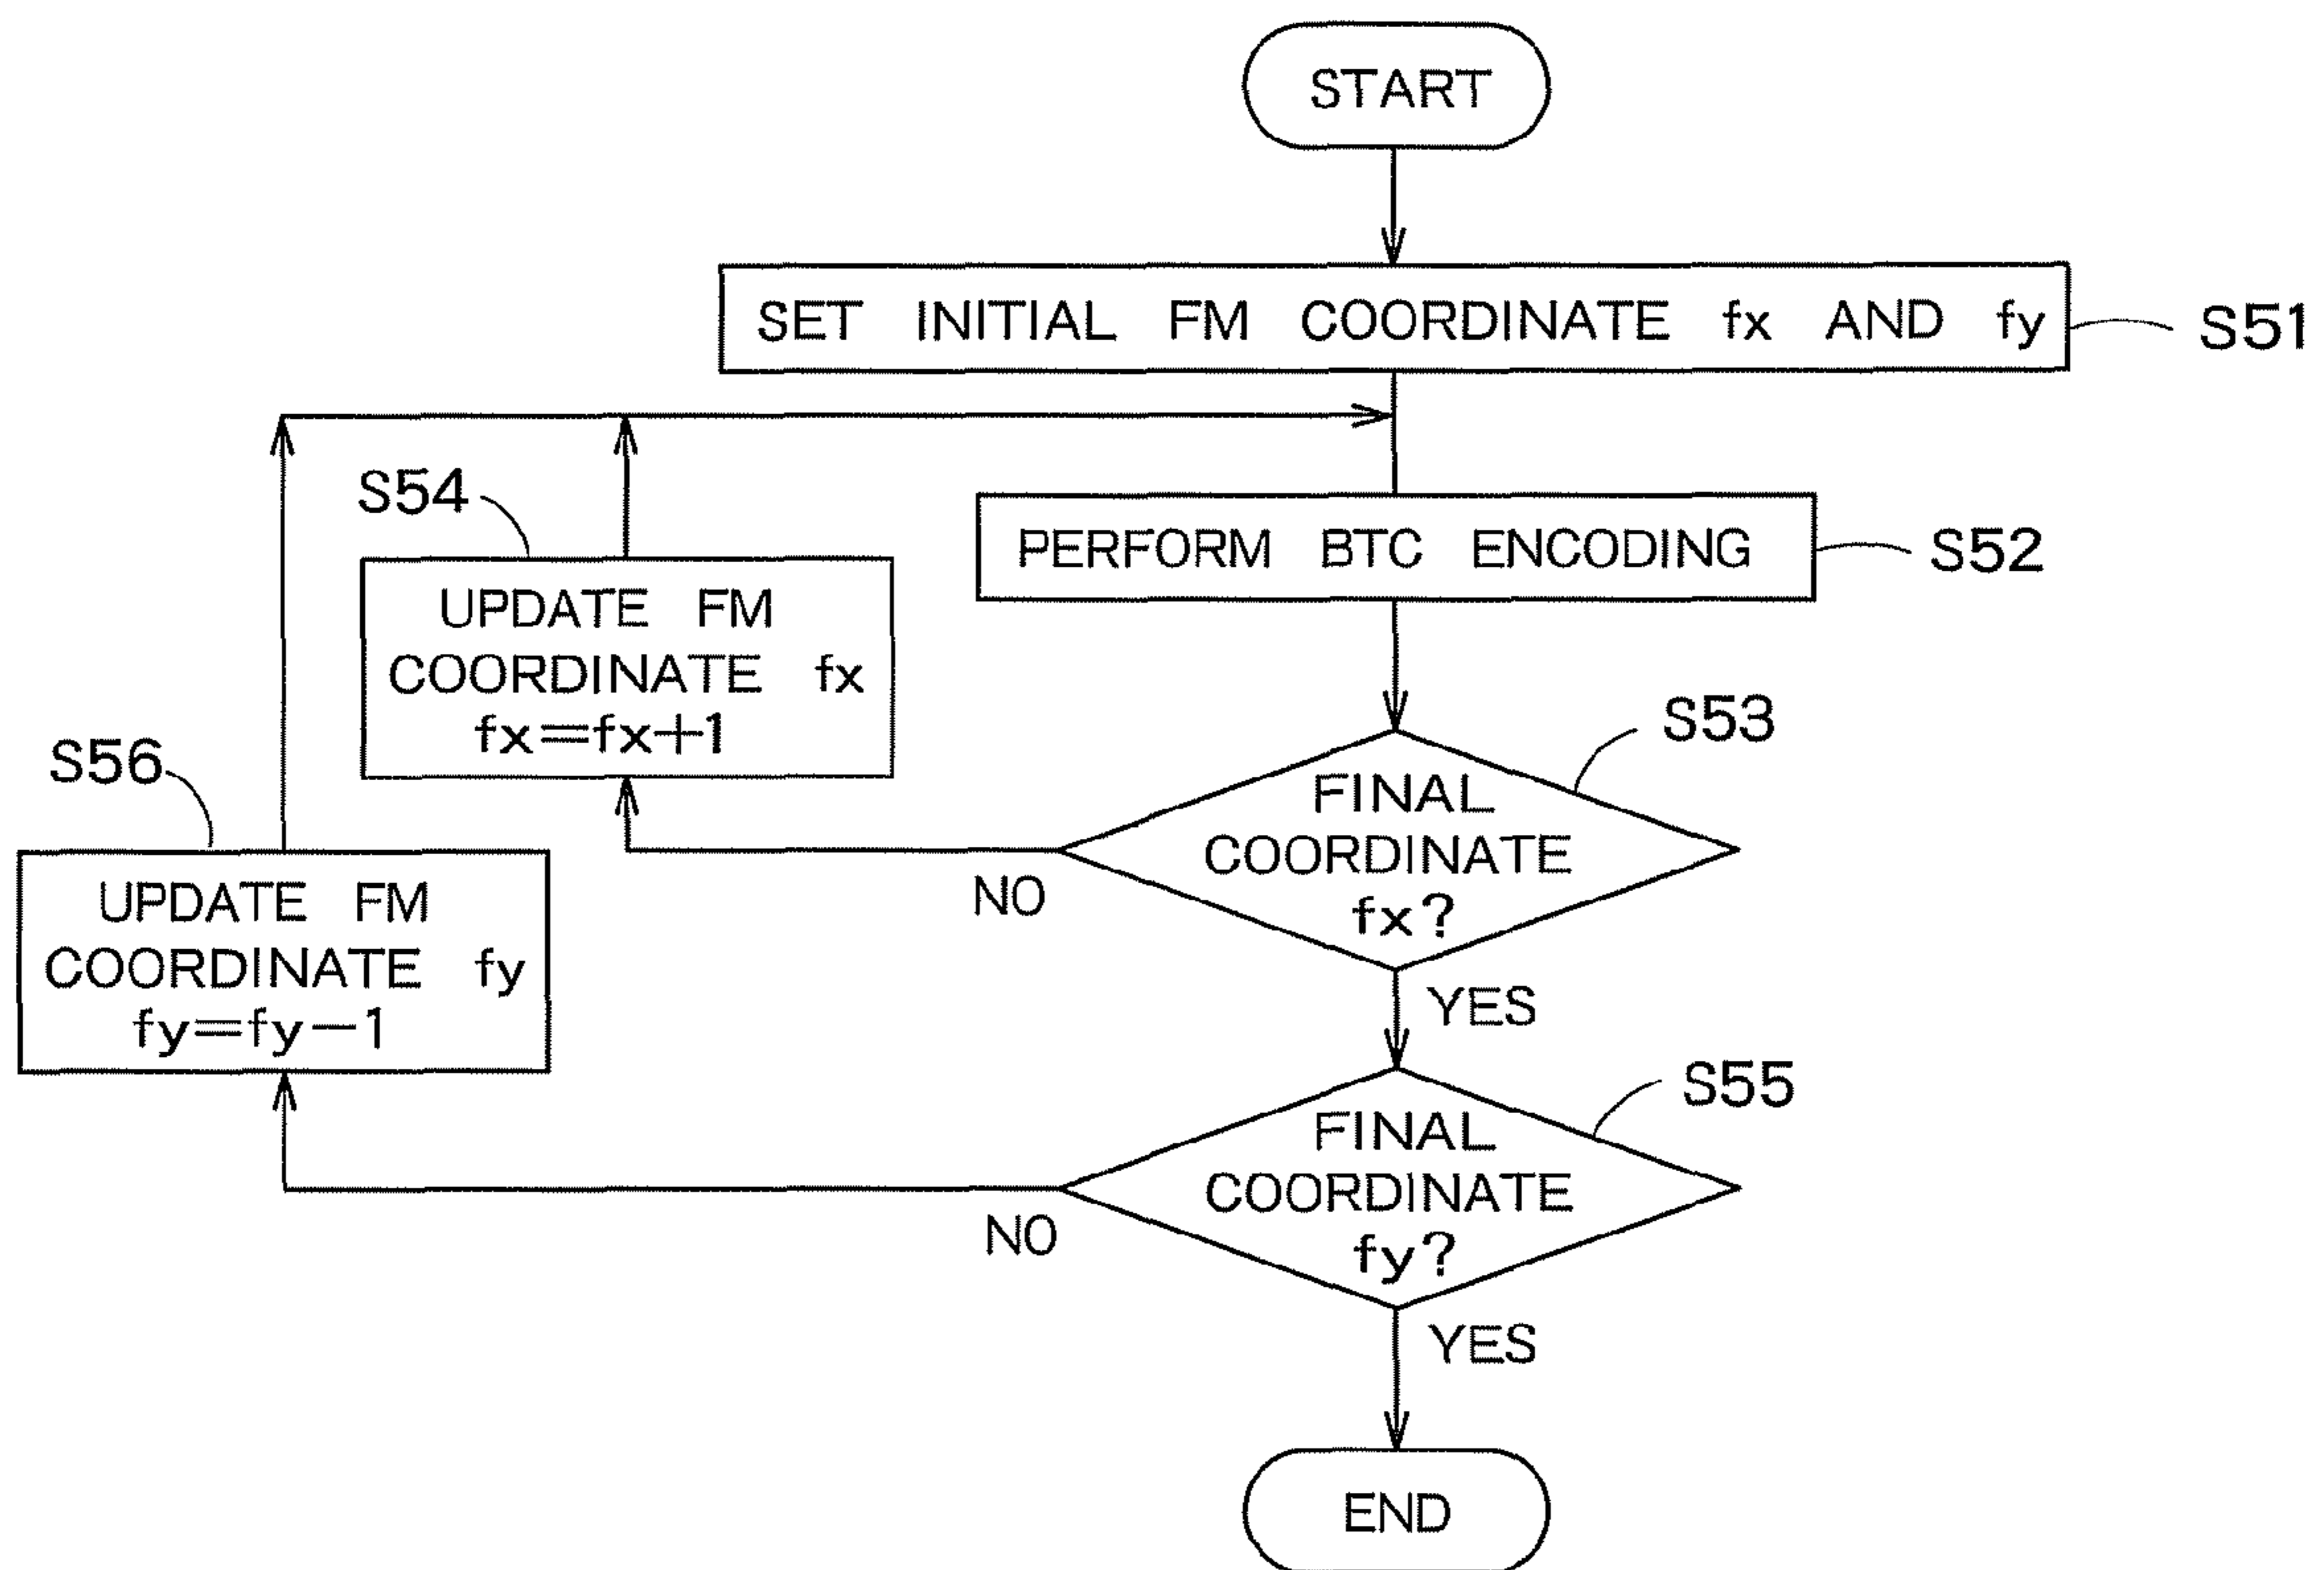 START
SET INITIAL FM COORDINATE fx AND fy
S51
S54
PERFORM BTC ENCODING
S52
UPDATE FM
COORDINATE fx
fx=fx+1
S53
S56
FINAL
COORDINATE
fx?
NO
UPDATE FM
COORDINATE fy
fy=fy-1
YES
S55
FINAL
COORDINATE
fy?
NO
YES
END